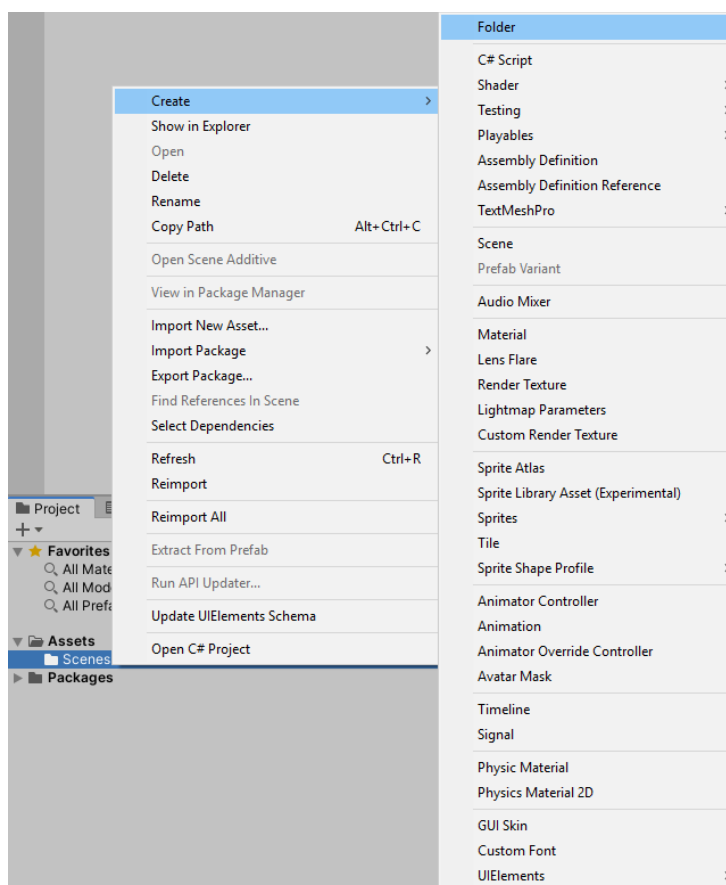 Folder
C# Script
Shader
Testing
Playables
Assembly Definition
Assembly Definition Reference
TextMeshPro
Scene
Prefab Variant
Audio Mixer
Material
Lens Flare
Render Texture
Lightmap Parameters
Custom Render Texture
Sprite Atlas
Sprite Library Asset (Experimental)
Sprites
Tile
Sprite Shape Profile
Animator Controller
Animation
Animator Override Controller
Avatar Mask
Timeline
Signal
Physic Material
Physics Material 2D
GUI Skin
Custom Font
UIElements
Create
Show in Explorer
Open
Delete
Rename
Copy Path Alt+Ctrl+C
Open Scene Additive
View in Package Manager
Import New Asset...
Import Package
Export Package...
Find References In Scene
Select Dependencies
Refresh Ctrl+R
Reimport
Reimport All
Extract From Prefab
Run API Updater...
Update UIElements Schema
Open C# Project
Project
Favorites
All Mate
All Mod
All Prefa
Assets
Scenes
Packages